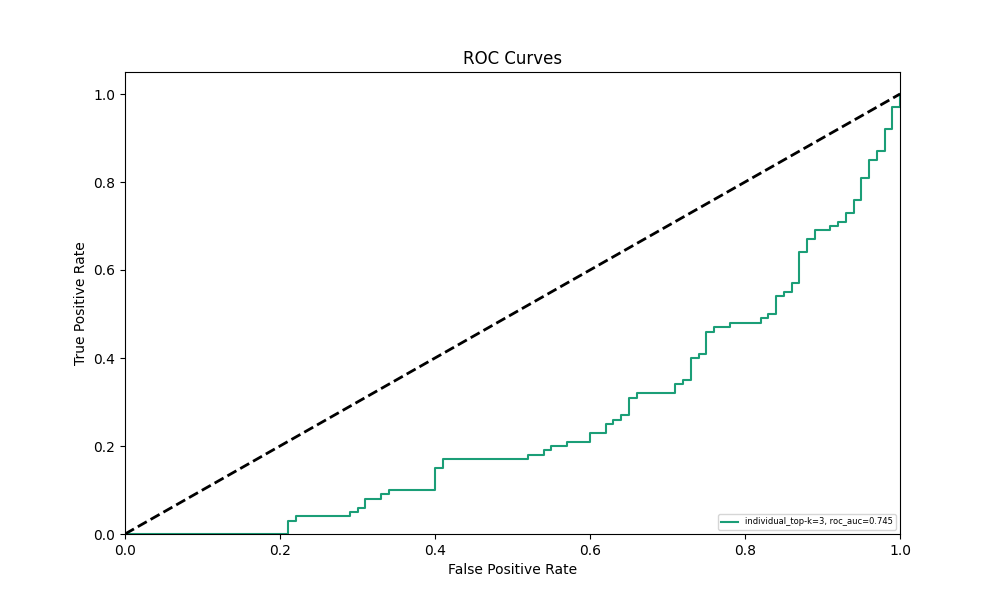 ROC Curves
True Positive Rate
1.0
0.8
0.6
0.4
0.2
0.0
0.0 0.2 0.4 0.6 0.8 1.0
False Positive Rate
individual_top-k=3, roc_auc=0.745